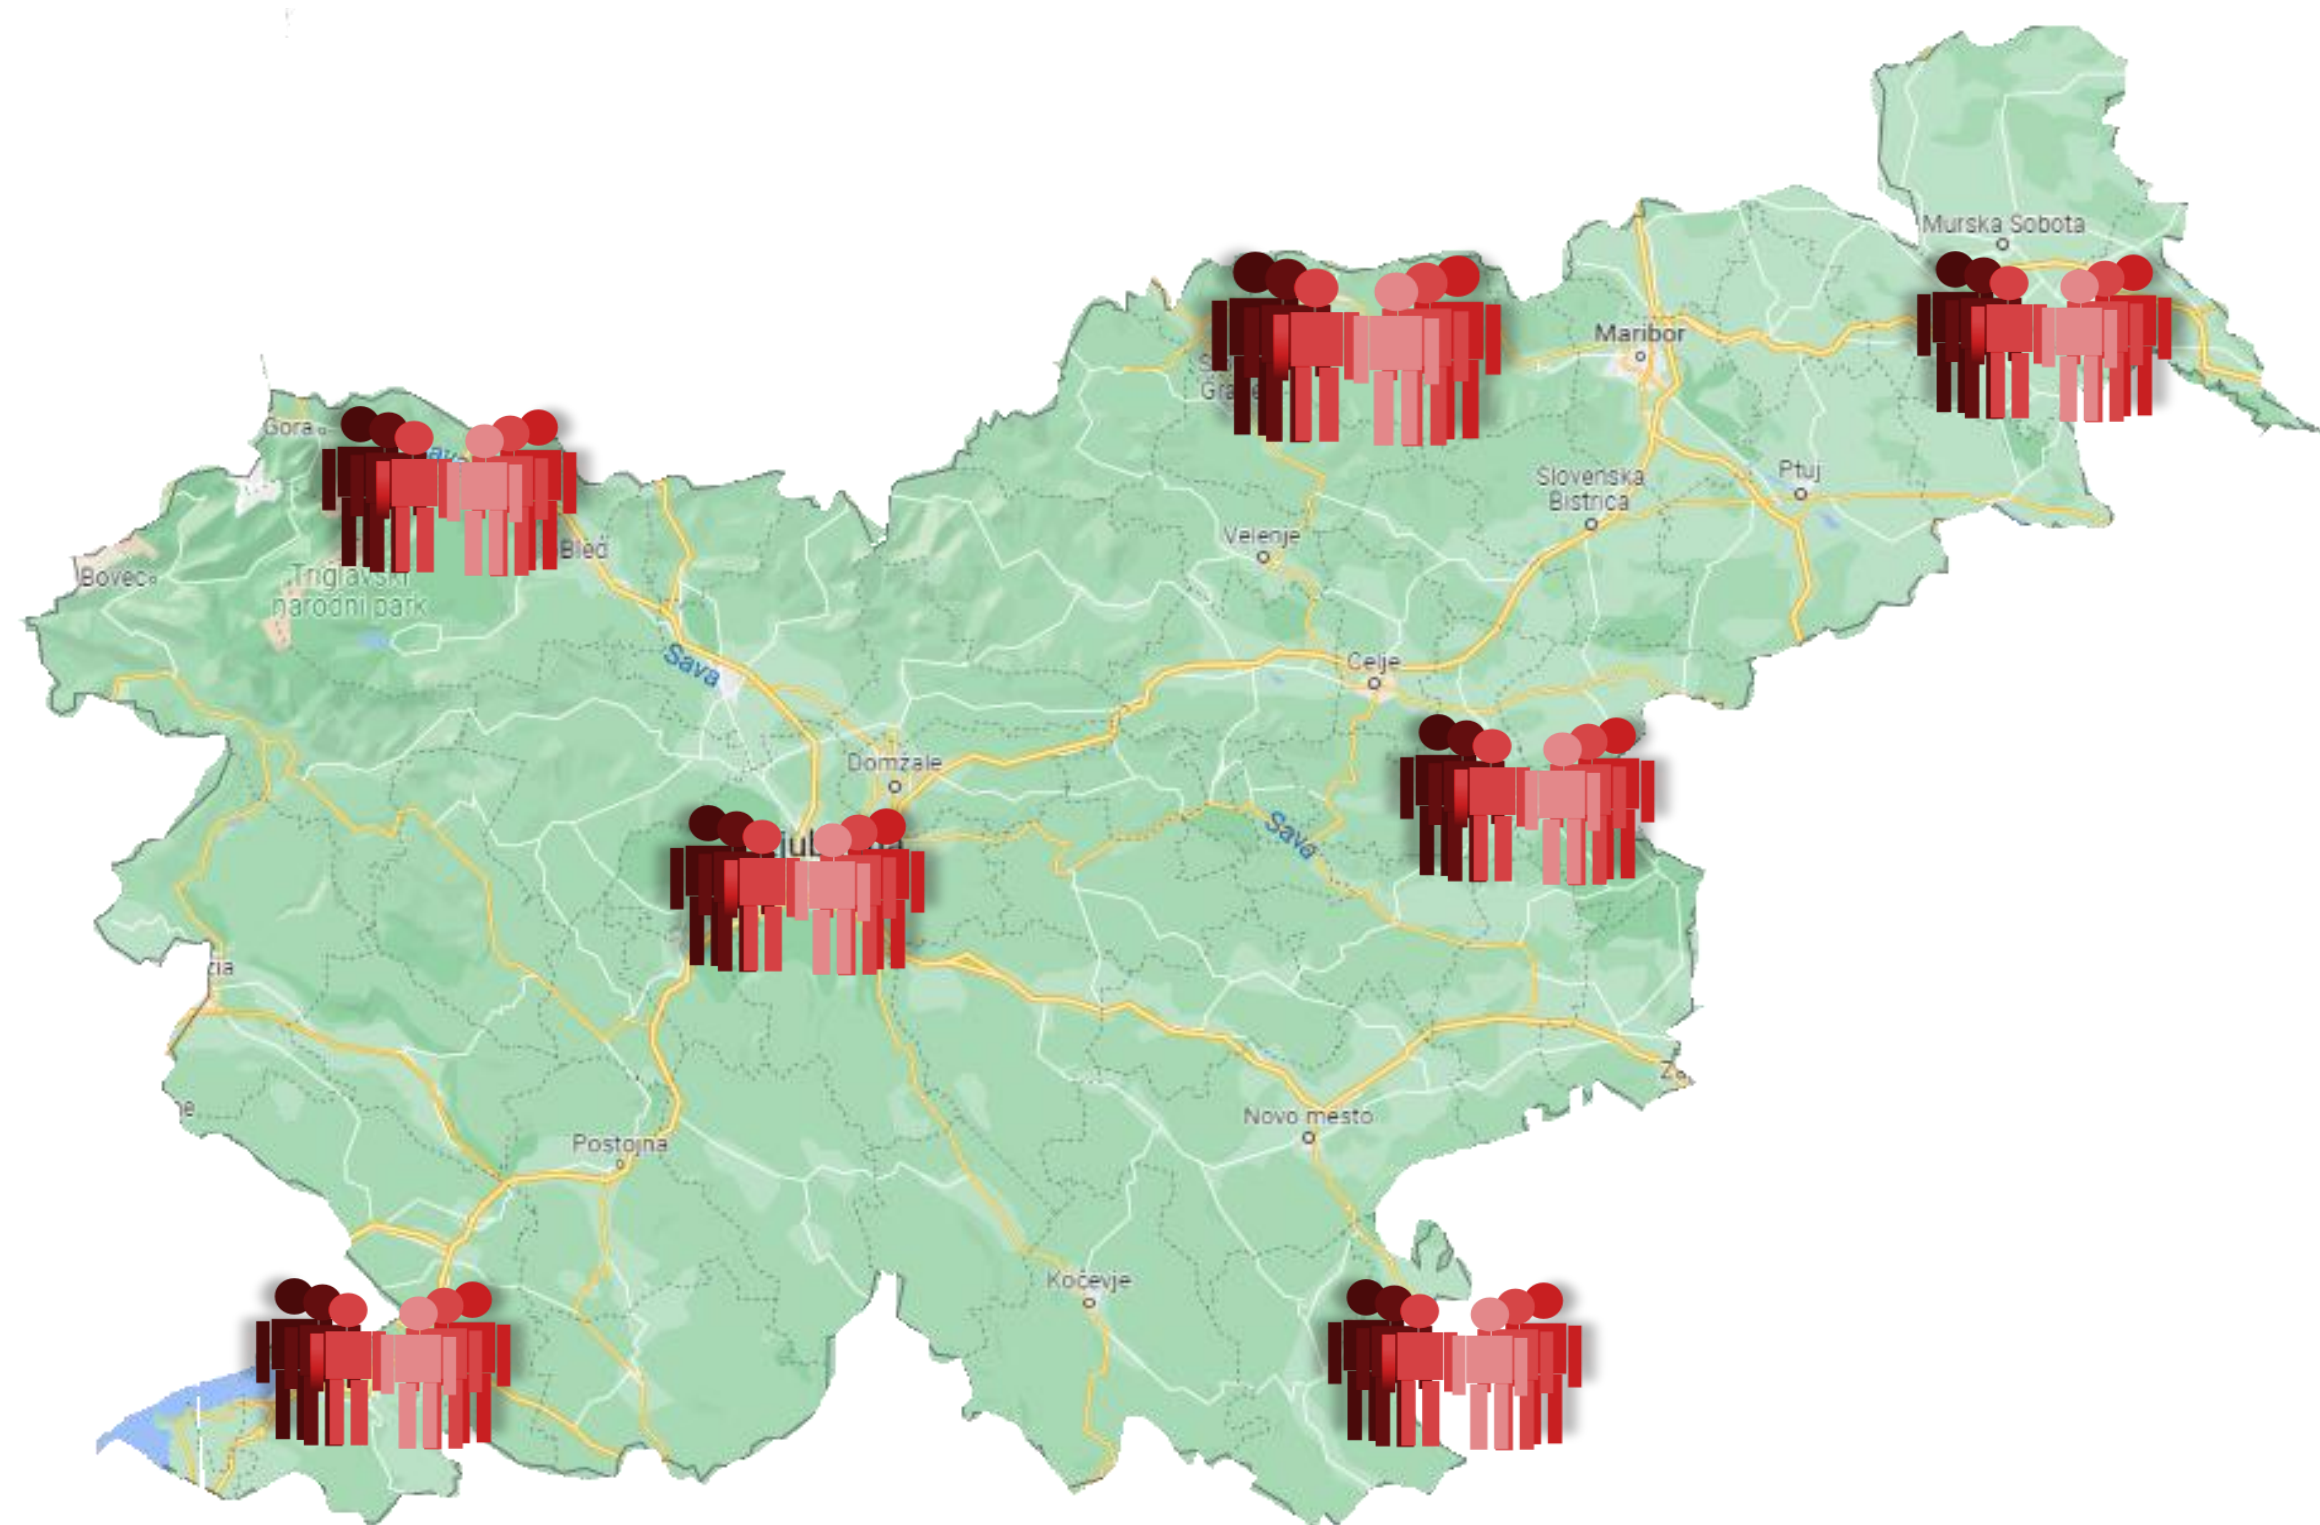 Murska Sobota
Maribor
Gora
Slovenska
Bistrica
Ptuj
Velenje
Bled
Bovec
Triglavski
narodni park
Sava
Celje
Domžale
Sava
Novo mesto
Postojna
Kočevje